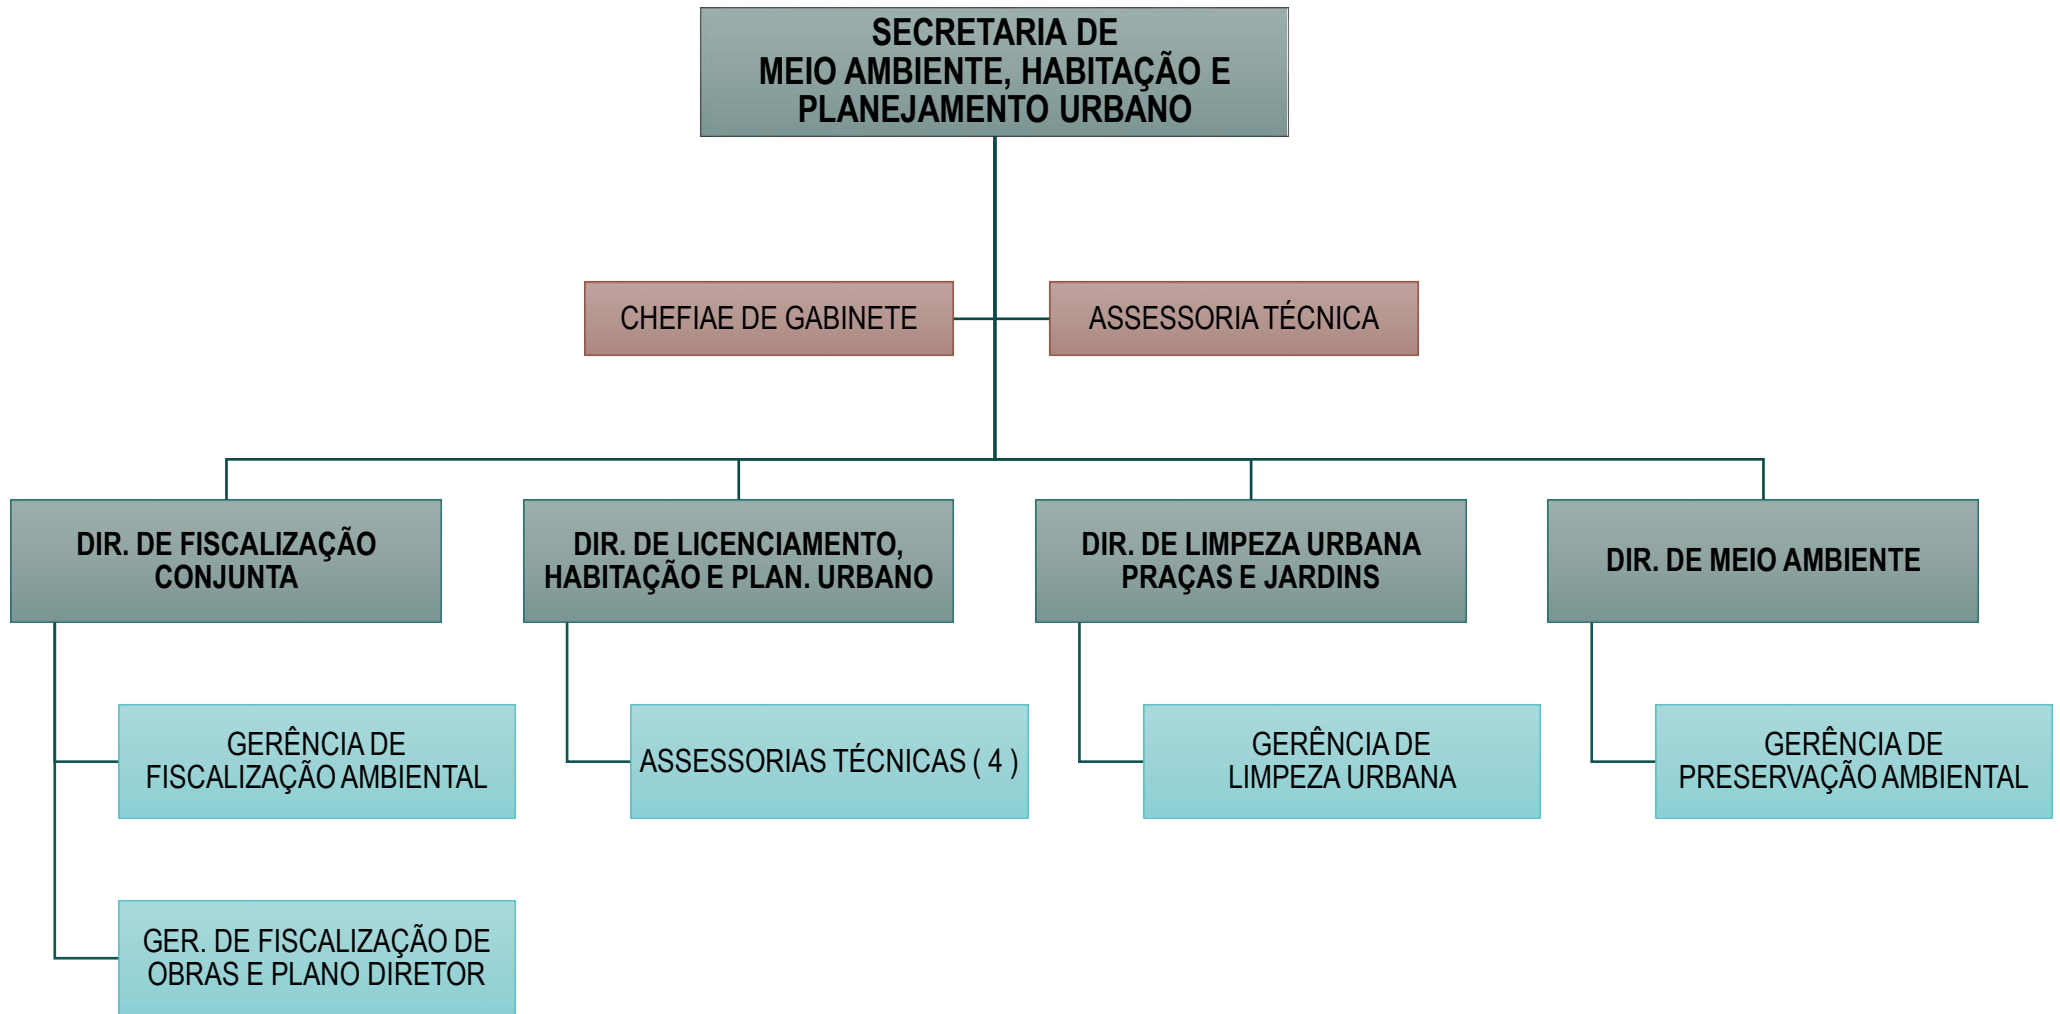 SECRETARIA DE
MEIO AMBIENTE, HABITAÇÃO E
PLANEJAMENTO URBANO
CHEFIAE DE GABINETE
ASSESSORIA TÉCNICA
DIR. DE FISCALIZAÇÃO
CONJUNTA
DIR. DE LICENCIAMENTO,
HABITAÇÃO E PLAN. URBANO
DIR. DE LIMPEZA URBANA
PRAÇAS E JARDINS
DIR. DE MEIO AMBIENTE
GERÊNCIA DE
FISCALIZAÇÃO AMBIENTAL
ASSESSORIAS TÉCNICAS ( 4 )
GERÊNCIA DE
LIMPEZA URBANA
GERÊNCIA DE
PRESERVAÇÃO AMBIENTAL
GER. DE FISCALIZAÇÃO DE
OBRAS E PLANO DIRETOR